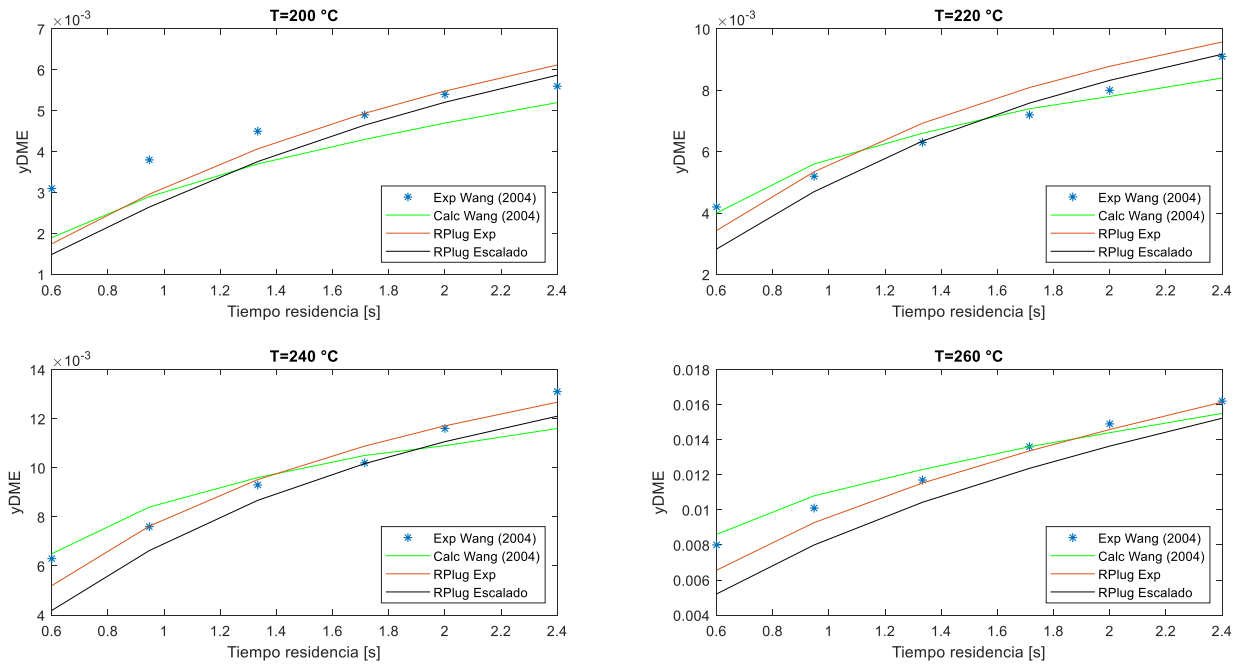 T=200 °C
×10-3
7
6
5
4
3
2
1
yDME
0.6 0.8 1 1.2 1.4 1.6 1.8 2 2.2 2.4
Tiempo residencia [s]
Exp Wang (2004)
Calc Wang (2004)
RPlug Exp
RPlug Escalado
T=220 °C
×10-3
10
8
6
4
2
yDME
0.6 0.8 1 1.2 1.4 1.6 1.8 2 2.2 2.4
Tiempo residencia [s]
Exp Wang (2004)
Calc Wang (2004)
RPlug Exp
RPlug Escalado
T=240 °C
×10-3
14
12
10
8
6
4
yDME
0.6 0.8 1 1.2 1.4 1.6 1.8 2 2.2 2.4
Tiempo residencia [s]
Exp Wang (2004)
Calc Wang (2004)
RPlug Exp
RPlug Escalado
T=260 °C
0.018
0.016
0.014
0.012
0.01
0.008
0.006
0.004
yDME
0.6 0.8 1 1.2 1.4 1.6 1.8 2 2.2 2.4
Tiempo residencia [s]
Exp Wang (2004)
Calc Wang (2004)
RPlug Exp
RPlug Escalado